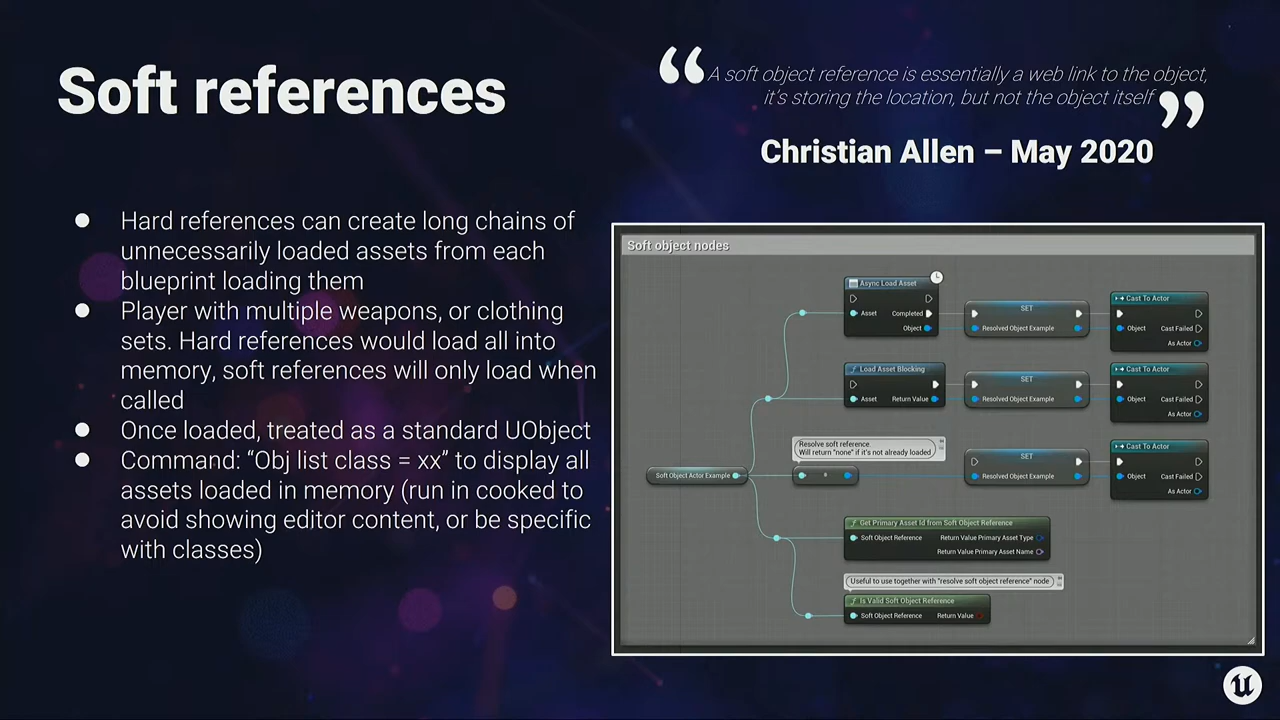 Soft references
“A soft object reference is essentially a web link to the object,
it’s storing the location, but not the object itself”
Christian Allen – May 2020
● Hard references can create long chains of
unnecessarily loaded assets from each
blueprint loading them
● Player with multiple weapons, or clothing
sets. Hard references would load all into
memory, soft references will only load when
called
● Once loaded, treated as a standard UObject
● Command: “Obj list class = xx” to display all
assets loaded in memory (run in cooked to
avoid showing editor content, or be specific
with classes)
Soft object nodes
Async Load Asset
Asset Completed
Object
SET
Resolved Object Example
Cast To Actor
Object Cast Failed
As Actor
Load Asset Blocking
Asset Return Value
SET
Resolved Object Example
Cast To Actor
Object Cast Failed
As Actor
Resolve soft reference.
Will return "none" if it's not already loaded
Soft Object Actor Example
SET
Resolved Object Example
Cast To Actor
Object Cast Failed
As Actor
Get Primary Asset Id from Soft Object Reference
Soft Object Reference Return Value Primary Asset Type
Return Value Primary Asset Name
Useful to use together with "resolve soft object reference" node
Is Valid Soft Object Reference
Soft Object Reference Return Value